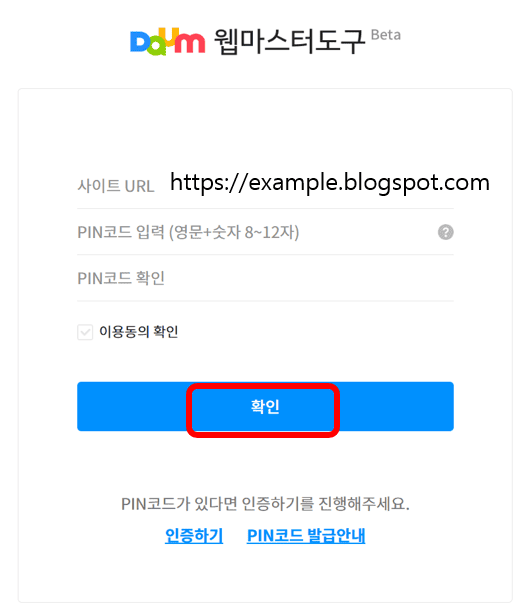 Daum 웹마스터도구 Beta
사이트 URL https://example.blogspot.com
PIN코드 입력 (영문+숫자 8~12자) ?
PIN코드 확인
이용동의 확인
확인
PIN코드가 있다면 인증하기를 진행해주세요.
인증하기 PIN코드 발급안내